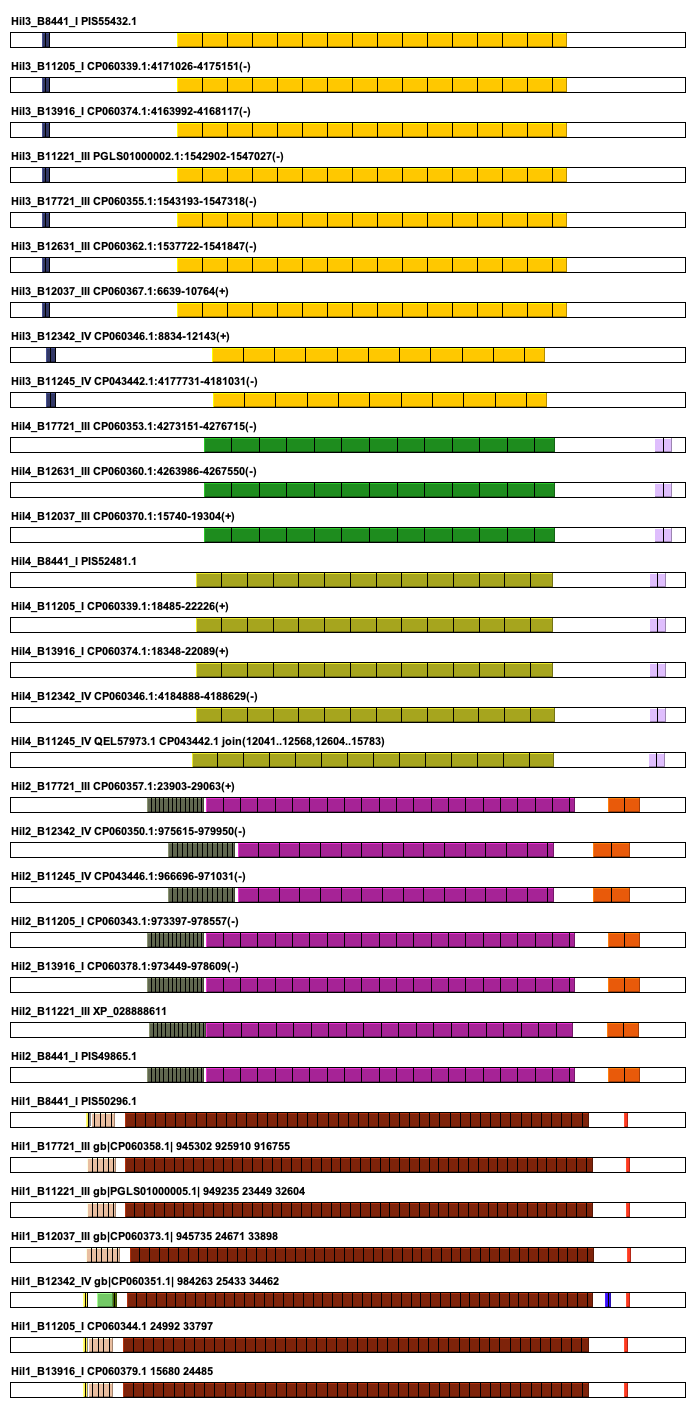 Hil3_B8441_I PIS55432.1
Hil3_B11205_I CP060339.1:4171026-4175151(-)
Hil3_B13916_I CP060374.1:4163992-4168117(-)
Hil3_B11221_III PGLS01000002.1:1542902-1547027(-)
Hil3_B17721_III CP060355.1:1543193-1547318(-)
Hil3_B12631_III CP060362.1:1537722-1541847(-)
Hil3_B12037_III CP060367.1:6639-10764(+)
Hil3_B12342_IV CP060346.1:8834-12143(+)
Hil3_B11245_IV CP043442.1:4177731-4181031(-)
Hil4_B17721_III CP060353.1:4273151-4276715(-)
Hil4_B12631_III CP060360.1:4263986-4267550(-)
Hil4_B12037_III CP060370.1:15740-19304(+)
Hil4_B8441_I PIS52481.1
Hil4_B11205_I CP060339.1:18485-22226(+)
Hil4_B13916_I CP060374.1:18348-22089(+)
Hil4_B12342_IV CP060346.1:4184888-4188629(-)
Hil4_B11245_IV QEL57973.1 CP043442.1 join(12041..12568,12604..15783)
Hil2_B17721_III CP060357.1:23903-29063(+)
Hil2_B12342_IV CP060350.1:975615-979950(-)
Hil2_B11245_IV CP043446.1:966696-971031(-)
Hil2_B11205_I CP060343.1:973397-978557(-)
Hil2_B13916_I CP060378.1:973449-978609(-)
Hil2_B11221_III XP_028888611
Hil2_B8441_I PIS49865.1
Hil1_B8441_I PIS50296.1
Hil1_B17721_III gb|CP060358.1| 945302 925910 916755
Hil1_B11221_III gb|PGLS01000005.1| 949235 23449 32604
Hil1_B12037_III gb|CP060373.1| 945735 24671 33898
Hil1_B12342_IV gb|CP060351.1| 984263 25433 34462
Hil1_B11205_I CP060344.1 24992 33797
Hil1_B13916_I CP060379.1 15680 24485